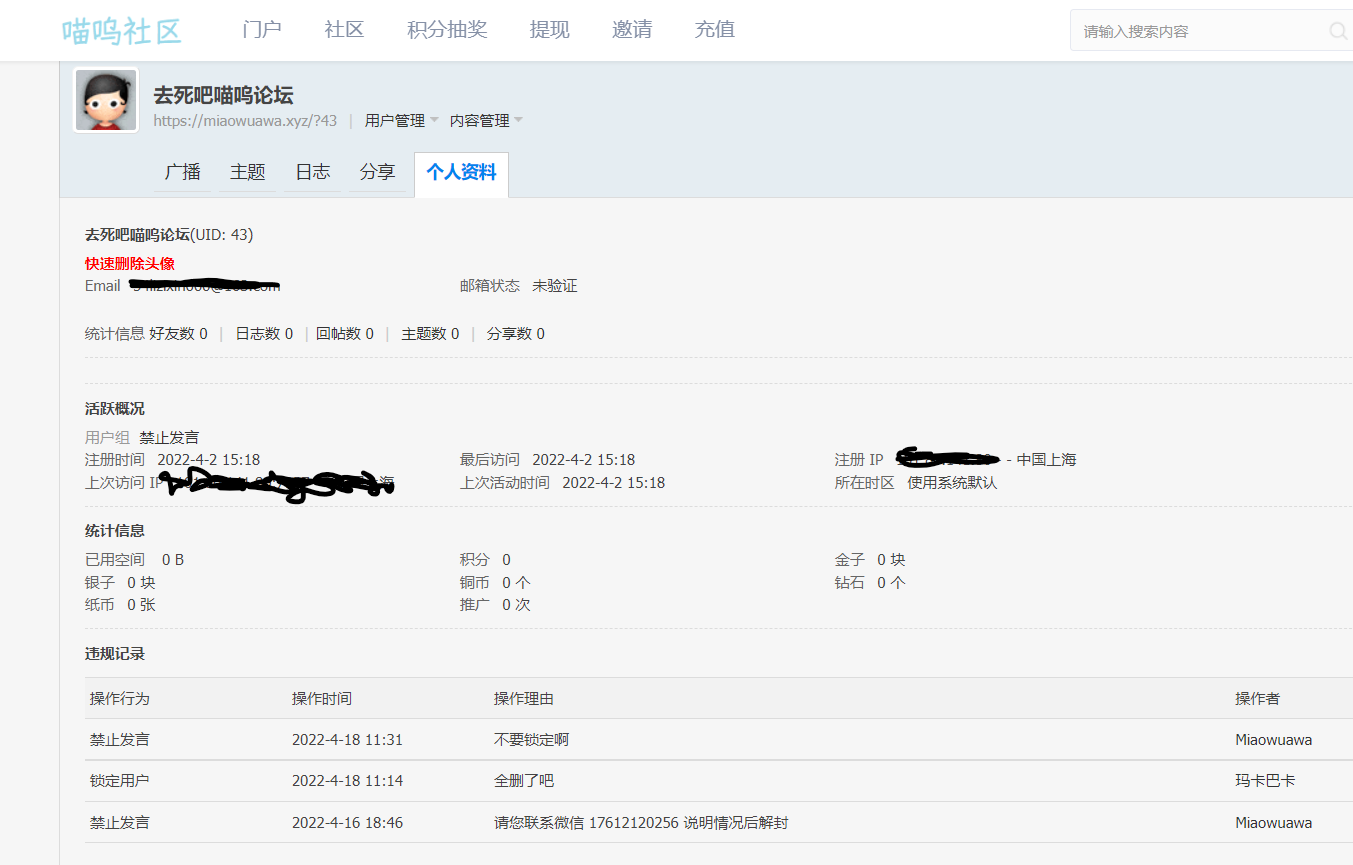 喵呜社区 门户 社区 积分抽奖 提现 邀请 充值 请输入搜索内容
去死吧喵呜论坛
https://miaowuawa.xyz/?43 | 用户管理 内容管理
广播 主题 日志 分享 个人资料
去死吧喵呜论坛(UID: 43)
快速删除头像
Email 邮箱状态 未验证
统计信息 好友数 0 | 日志数 0 | 回帖数 0 | 主题数 0 | 分享数 0
活跃概况
用户组 禁止发言
注册时间 2022-4-2 15:18 最后访问 2022-4-2 15:18 注册 IP - 中国上海
上次访问 IP 海 上次活动时间 2022-4-2 15:18 所在时区 使用系统默认
统计信息
已用空间 0 B 积分 0 金子 0 块
银子 0 块 铜币 0 个 钻石 0 个
纸币 0 张 推广 0 次
违规记录
操作行为 操作时间 操作理由 操作者
禁止发言 2022-4-18 11:31 不要锁定啊 Miaowuawa
锁定用户 2022-4-18 11:14 全删了吧 玛卡巴卡
禁止发言 2022-4-16 18:46 请您联系微信 17612120256 说明情况后解封 Miaowuawa